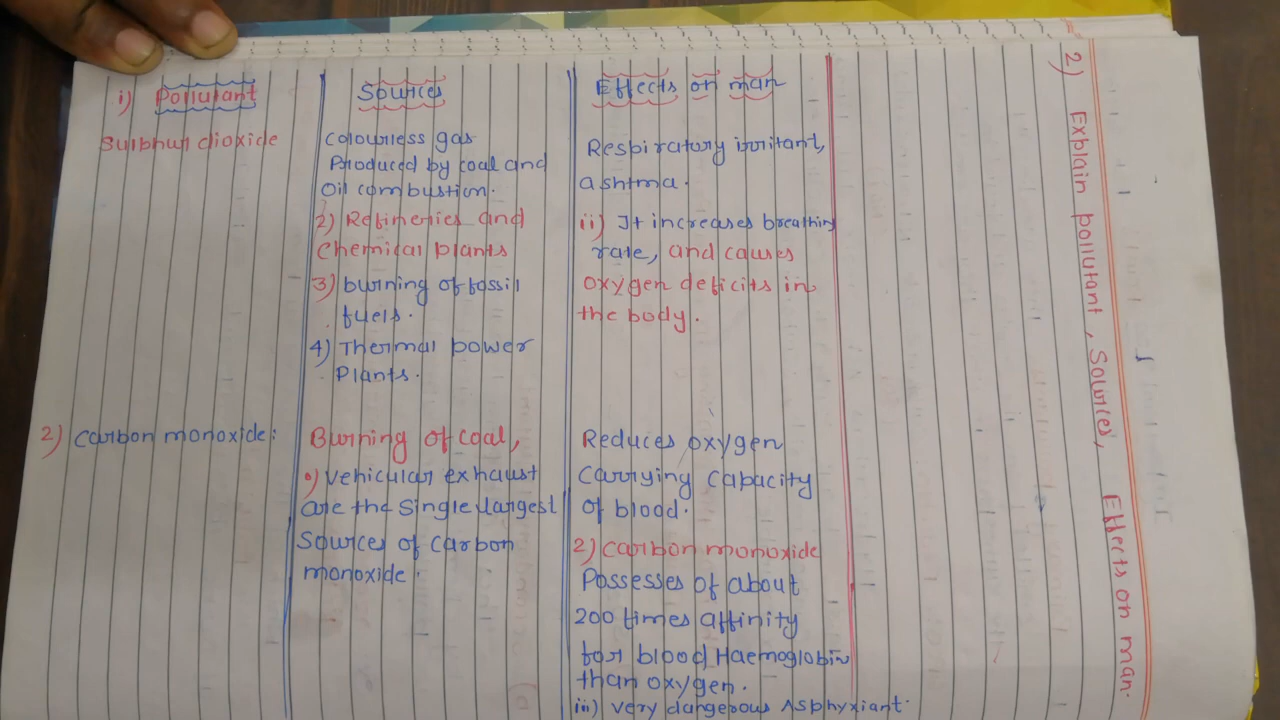 2) Explain pollutant, Sources, Effects on man.
i) Pollutant
Sulbhur dioxide
2) carbon monoxide:
Sources
Colourless gas
Produced by coal and
Oil combustion.
2) Refineries and
chemical plants
3) burning of fossil
fuels.
4) Thermal power
Plants.
Burning of coal,
vehicular exhaust
are the single largest
Sources of carbon
monoxide.
Effects on man
Respiratory irritant,
ashtma.
ii) It increases breathing
rate, and causes
oxygen deficits in
the body.
Reduces oxygen
Carrying capacity
of blood.
2) carbon monoxide
Possesses of about
200 times affinity
for blood Haemoglobin
than oxygen.
iii) very dangerous Asphyxiant.